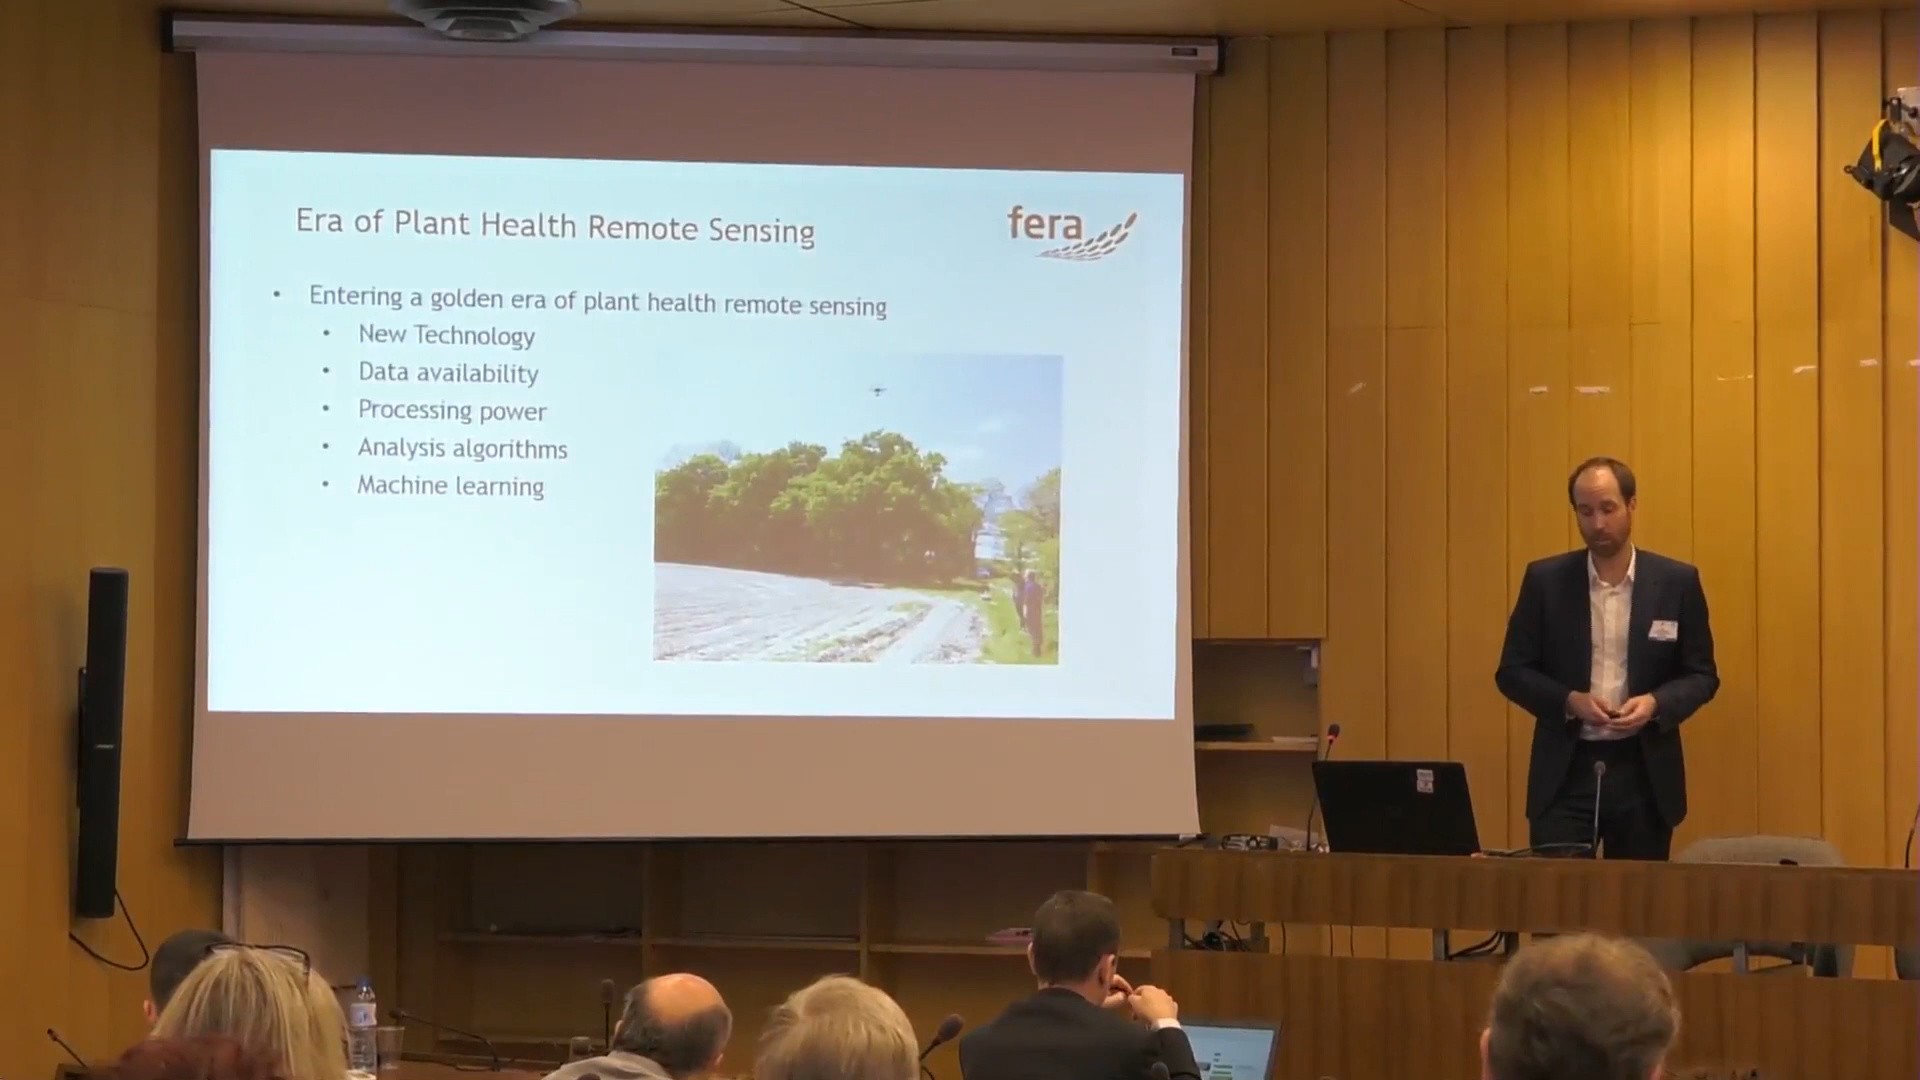 Era of Plant Health Remote Sensing
fera
• Entering a golden era of plant health remote sensing
• New Technology
• Data availability
• Processing power
• Analysis algorithms
• Machine learning